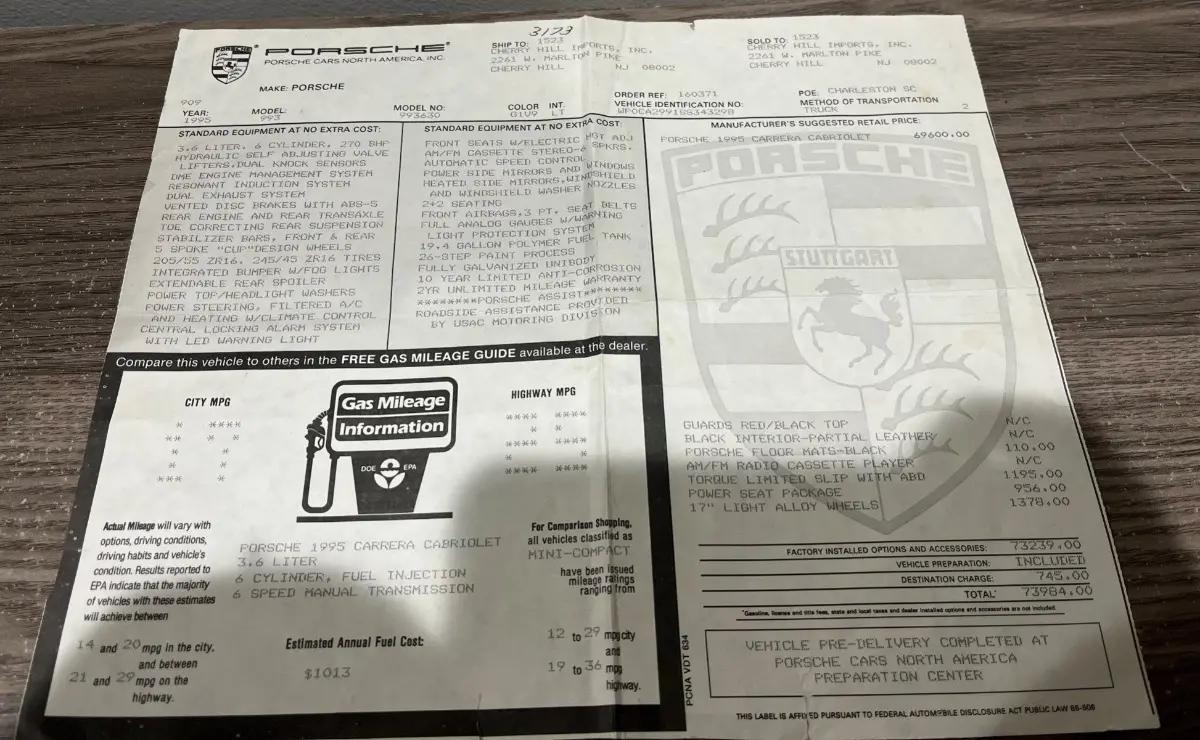 3173
PORSCHE
PORSCHE CARS NORTH AMERICA, INC.
SHIP TO: 1523
CHERRY HILL IMPORTS, INC.
2261 W. MARLTON PIKE
CHERRY HILL NJ 08002
SOLD TO: 1523
CHERRY HILL IMPORTS, INC.
2261 W. MARLTON PIKE
CHERRY HILL NJ 08002
MAKE: PORSCHE
909
YEAR: 1995
MODEL: 993
MODEL NO: 993630
COLOR G1V9
INT. LT
ORDER REF: 160371
VEHICLE IDENTIFICATION NO:
WP0CA2991SS343298
POE: CHARLESTON SC
METHOD OF TRANSPORTATION
TRUCK
2
STANDARD EQUIPMENT AT NO EXTRA COST:
3.6 LITER, 6 CYLINDER, 270 BHP
HYDRAULIC SELF ADJUSTING VALVE
LIFTERS,DUAL KNOCK SENSORS
DME ENGINE MANAGEMENT SYSTEM
RESONANT INDUCTION SYSTEM
DUAL EXHAUST SYSTEM
VENTED DISC BRAKES WITH ABS-5
REAR ENGINE AND REAR TRANSAXLE
TOE CORRECTING REAR SUSPENSION
STABILIZER BARS, FRONT & REAR
5 SPOKE "CUP"DESIGN WHEELS
205/55 ZR16, 245/45 ZR16 TIRES
INTEGRATED BUMPER W/FOG LIGHTS
EXTENDABLE REAR SPOILER
POWER TOP/HEADLIGHT WASHERS
POWER STEERING, FILTERED A/C
AND HEATING W/CLIMATE CONTROL
CENTRAL LOCKING ALARM SYSTEM
WITH LED WARNING LIGHT
STANDARD EQUIPMENT AT NO EXTRA COST:
FRONT SEATS W/ELECTRIC HGT ADJ
AM/FM CASSETTE STEREO-6 SPKRS.
AUTOMATIC SPEED CONTROL
POWER SIDE MIRRORS AND WINDOWS
HEATED SIDE MIRRORS,WINDSHIELD
AND WINDSHIELD WASHER NOZZLES
2+2 SEATING
FRONT AIRBAGS,3 PT. SEAT BELTS
FULL ANALOG GAUGES W/WARNING
LIGHT PROTECTION SYSTEM
19.4 GALLON POLYMER FUEL TANK
26-STEP PAINT PROCESS
FULLY GALVANIZED UNIBODY
10 YEAR LIMITED ANTI-CORROSION
2YR UNLIMITED MILEAGE WARRANTY
********PORSCHE ASSIST********
ROADSIDE ASSISTANCE PROVIDED
BY USAC MOTORING DIVISION
MANUFACTURER'S SUGGESTED RETAIL PRICE:
PORSCHE 1995 CARRERA CABRIOLET 69600.00
PORSCHE
STUTTGART
GUARDS RED/BLACK TOP N/C
BLACK INTERIOR-PARTIAL LEATHER N/C
PORSCHE FLOOR MATS-BLACK 110.00
AM/FM RADIO CASSETTE PLAYER N/C
TORQUE LIMITED SLIP WITH ABD 1195.00
POWER SEAT PACKAGE 956.00
17" LIGHT ALLOY WHEELS 1378.00
FACTORY INSTALLED OPTIONS AND ACCESSORIES: 73239.00
VEHICLE PREPARATION: INCLUDED
DESTINATION CHARGE: 745.00
TOTAL* 73984.00
*Gasoline, license and title fees, state and local taxes and dealer installed options and accessories are not included.
VEHICLE PRE-DELIVERY COMPLETED AT
PORSCHE CARS NORTH AMERICA
PREPARATION CENTER
THIS LABEL IS AFFIXED PURSUANT TO FEDERAL AUTOMOBILE DISCLOSURE ACT PUBLIC LAW 85-506
PCNA VDT 634
Compare this vehicle to others in the FREE GAS MILEAGE GUIDE available at the dealer.
CITY MPG
Gas Mileage
Information
DOE EPA
HIGHWAY MPG
Actual Mileage will vary with
options, driving conditions,
driving habits and vehicle's
condition. Results reported to
EPA indicate that the majority
of vehicles with these estimates
will achieve between
14 and 20 mpg in the city,
and between
21 and 29 mpg on the
highway.
PORSCHE 1995 CARRERA CABRIOLET
3.6 LITER
6 CYLINDER, FUEL INJECTION
6 SPEED MANUAL TRANSMISSION
Estimated Annual Fuel Cost:
$1013
For Comparison Shopping,
all vehicles classified as
MINI-COMPACT
have been issued
mileage ratings
ranging from
12 to 29 mpg city
and
19 to 36 mpg
highway.